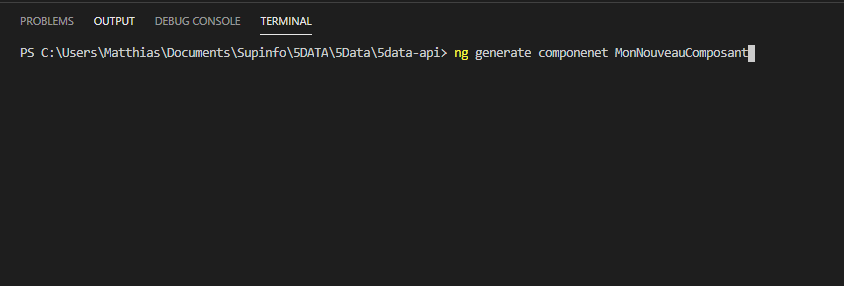 PROBLEMS OUTPUT DEBUG CONSOLE TERMINAL
PS C:\Users\Matthias\Documents\Supinfo\5DATA\5Data\5data-api> ng generate componenet MonNouveauComposant